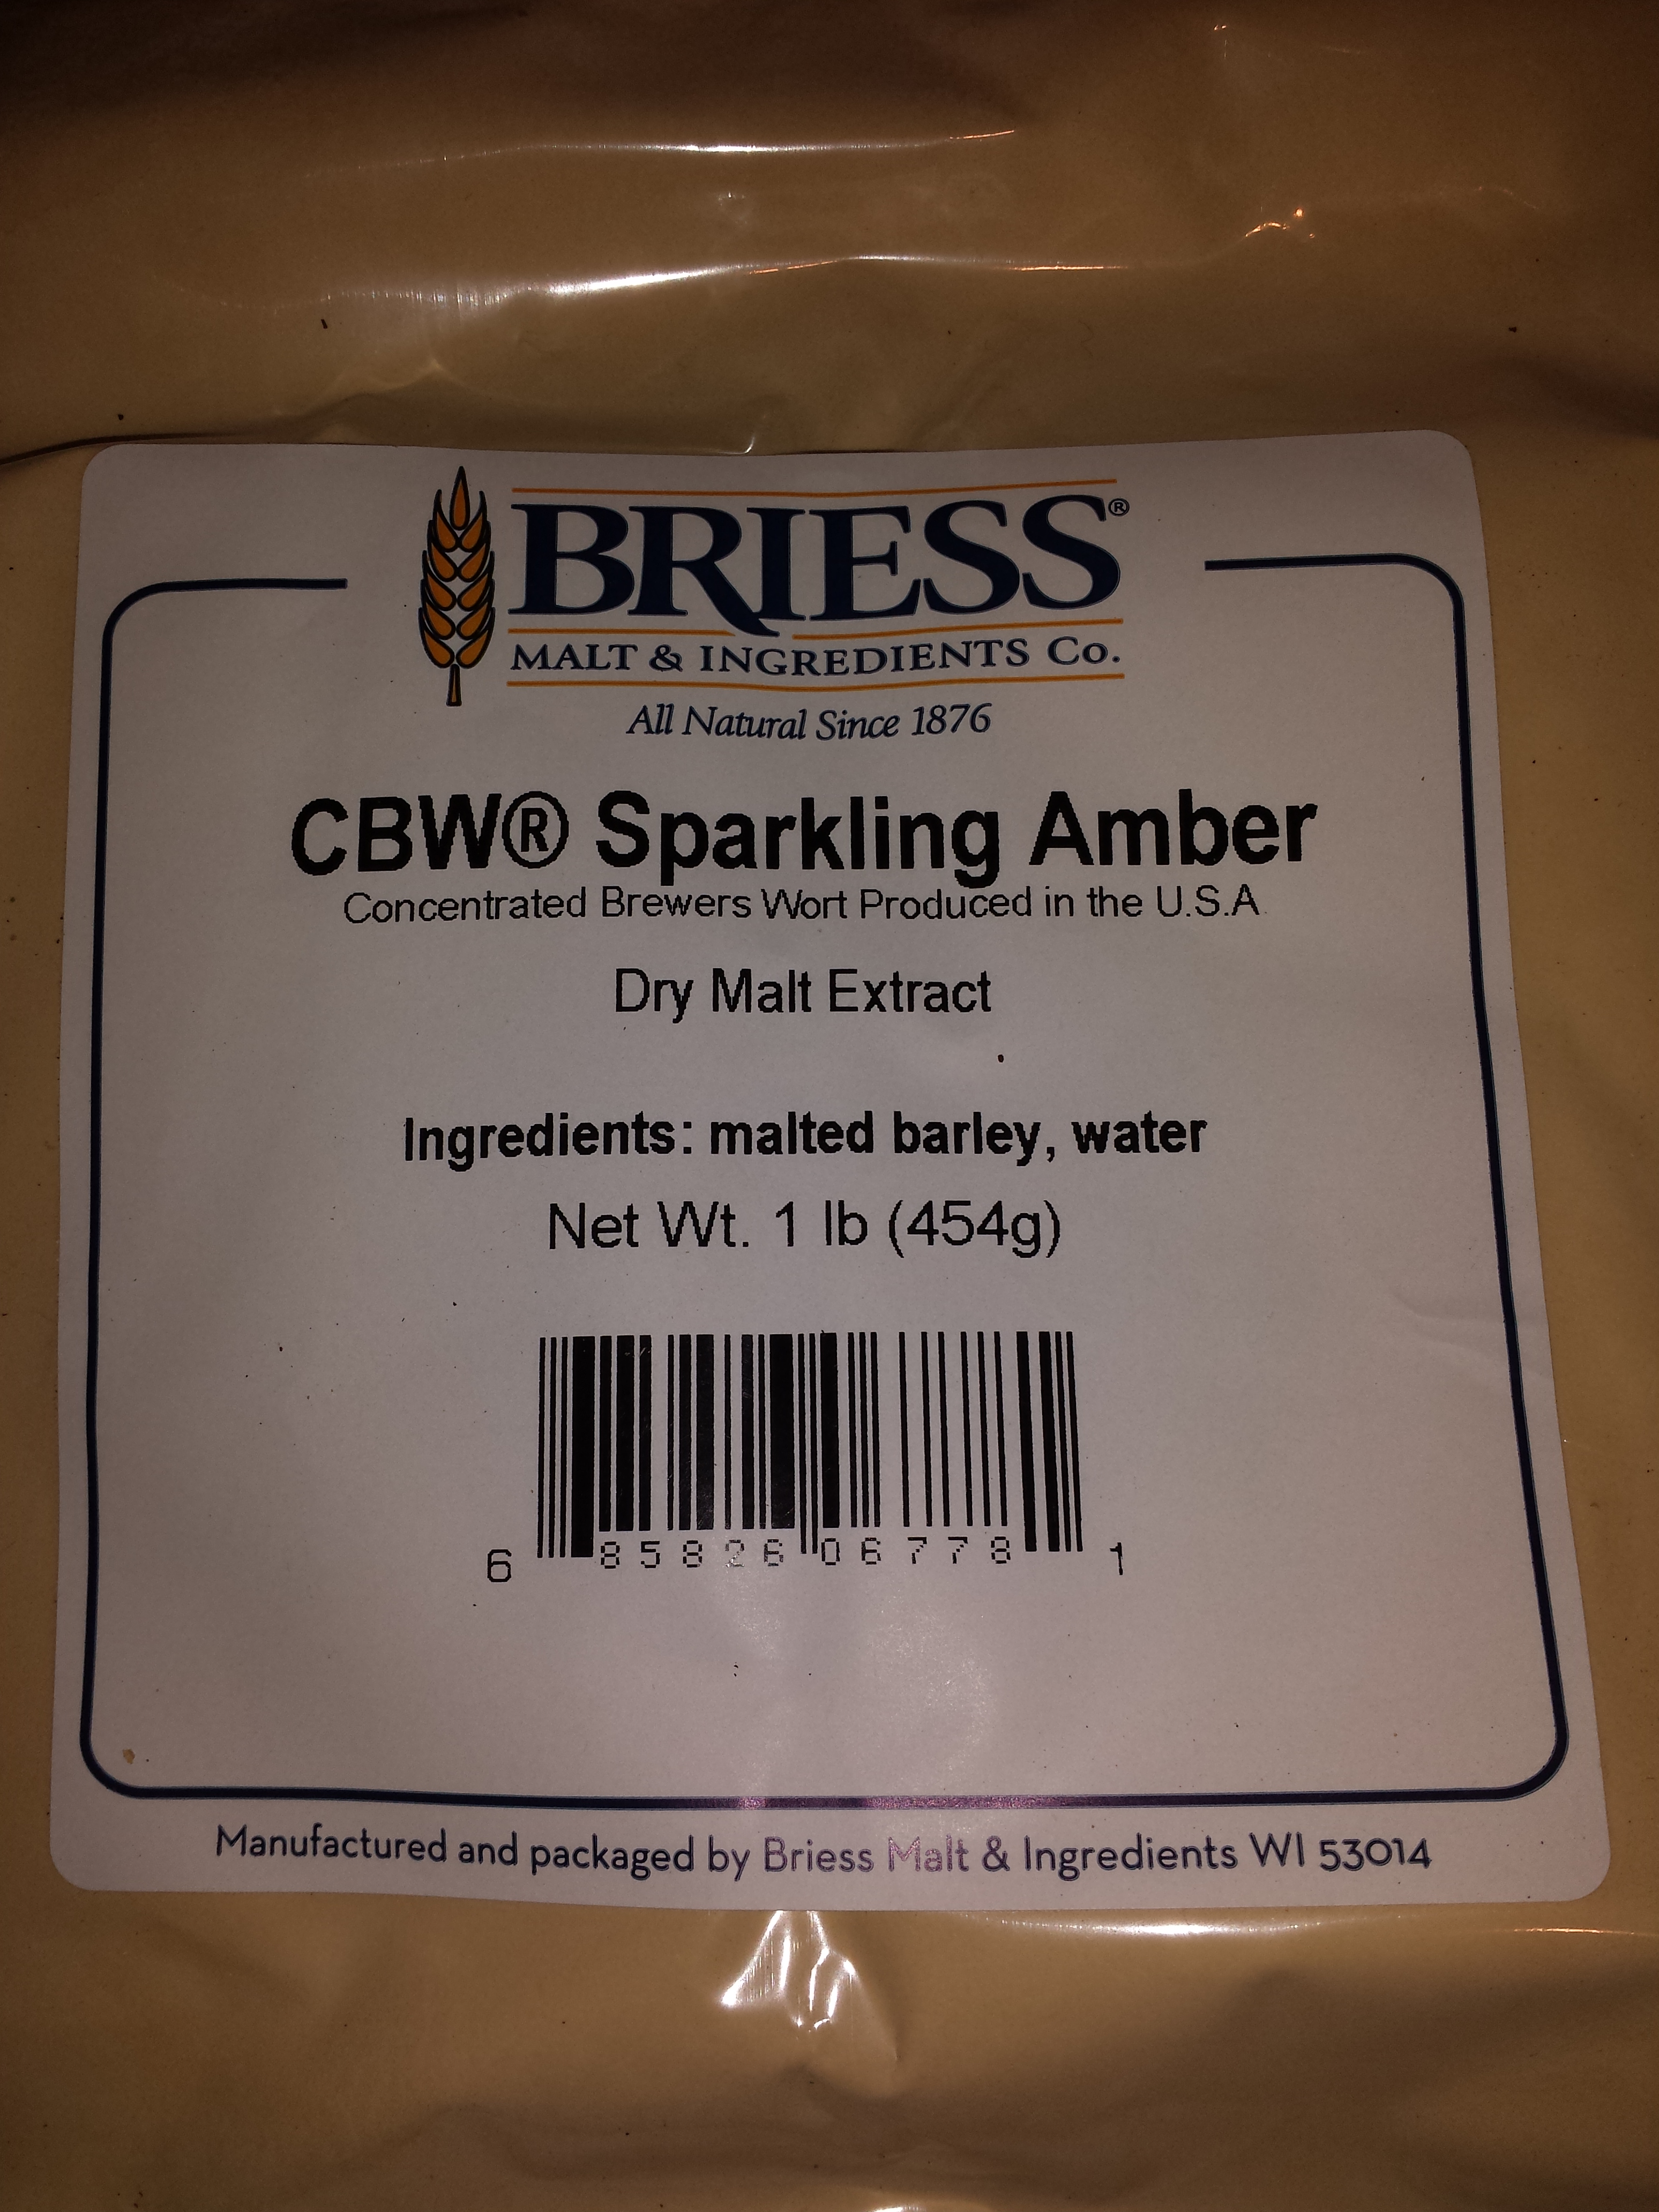 BRIESS®
MALT & INGREDIENTS Co.
All Natural Since 1876
CBW® Sparkling Amber
Concentrated Brewers Wort Produced in the U.S.A
Dry Malt Extract
Ingredients: malted barley, water
Net Wt. 1 lb (454g)
6 85826 06778 1
Manufactured and packaged by Briess Malt & Ingredients WI 53014